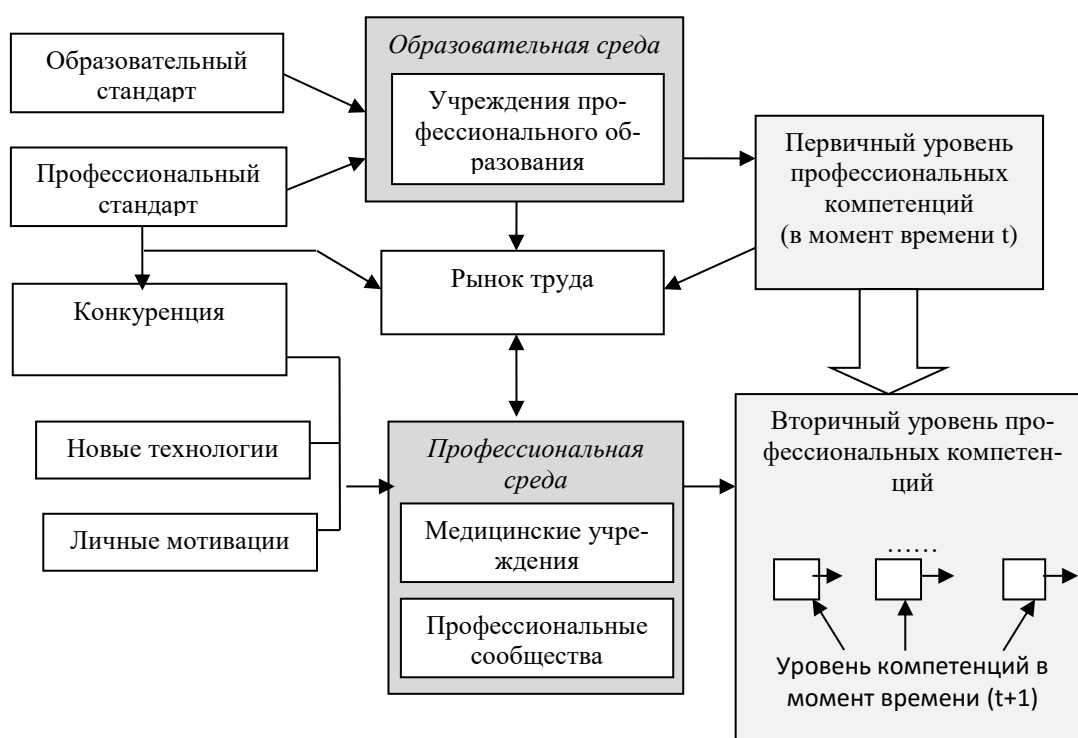 Образовательный
стандарт
Образовательная среда
Учреждения про-
фессионального об-
разования
Профессиональный
стандарт
Первичный уровень
профессиональных
компетенций
(в момент времени t)
Рынок труда
Конкуренция
Новые технологии
Личные мотивации
Профессиональная
среда
Медицинские учре-
ждения
Профессиональные
сообщества
Вторичный уровень про-
фессиональных компетен-
ций
......
Уровень компетенций в
момент времени (t+1)